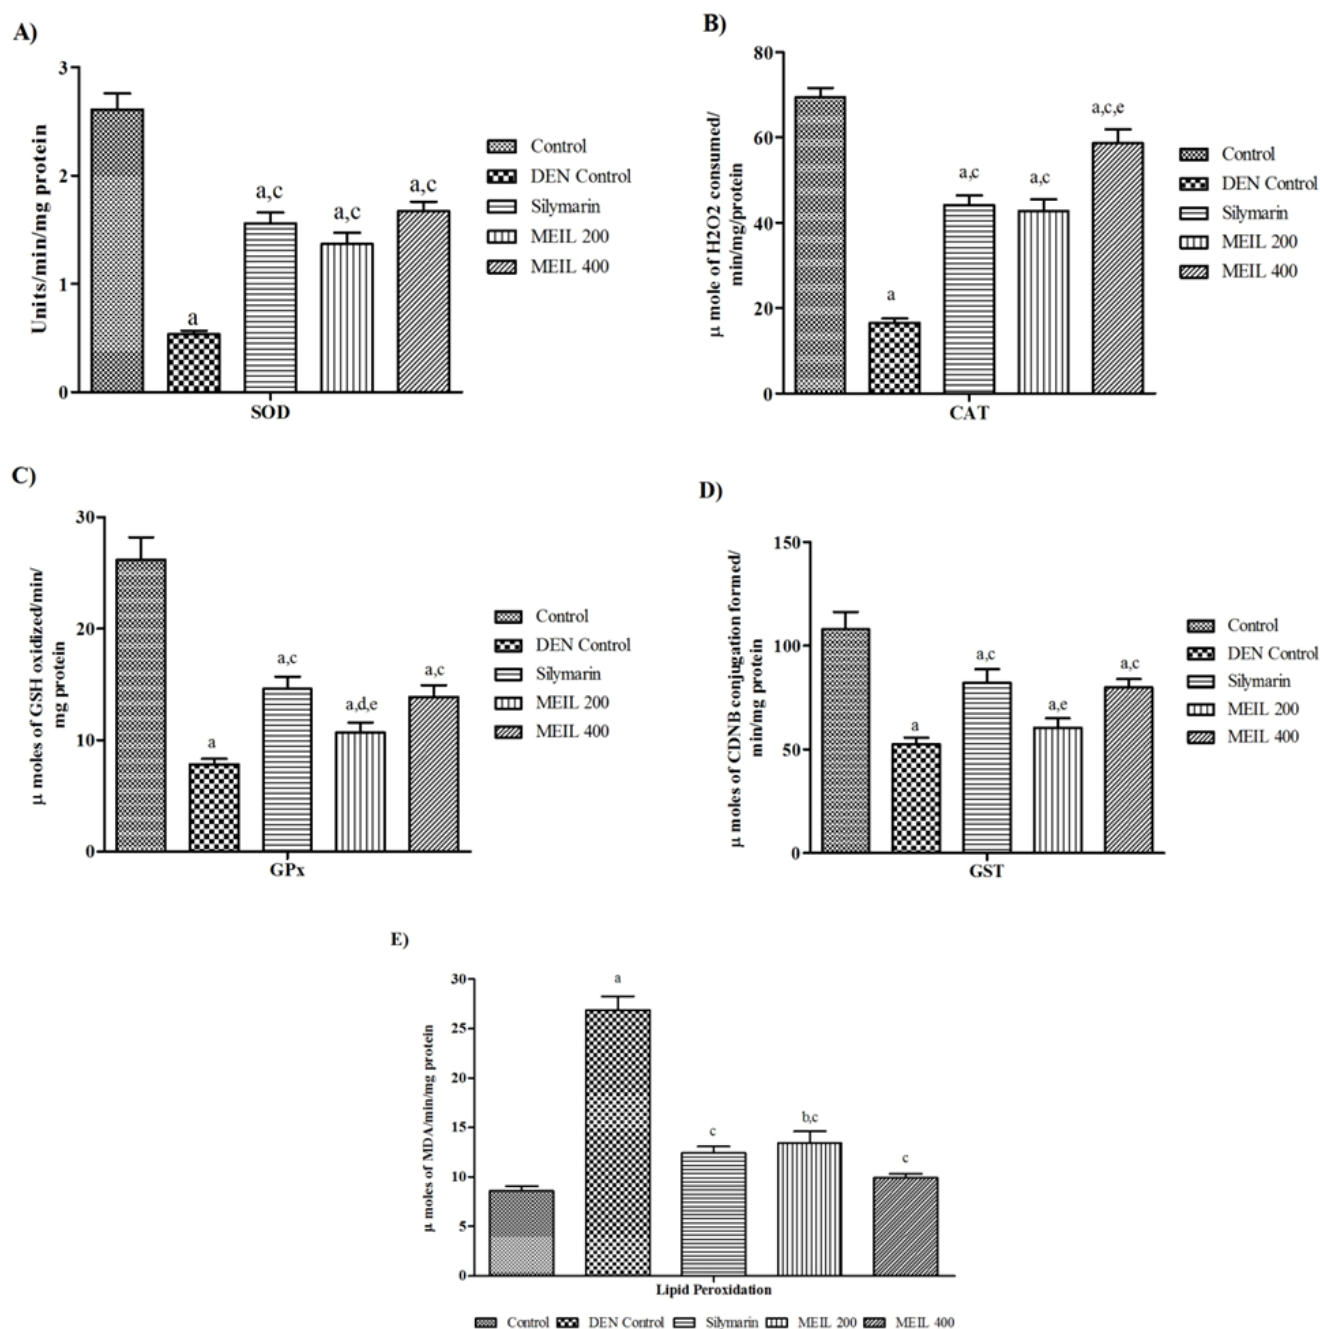 A)
3
2
1
0
Units/min/mg protein
a
a,c
a,c
a,c
SOD
Control
DEN Control
Silymarin
MEIL 200
MEIL 400
B)
80
60
40
20
0
μ mole of H2O2 consumed/
min/mg/protein
a
a,c
a,c
a,c,e
CAT
Control
DEN Control
Silymarin
MEIL 200
MEIL 400
C)
30
20
10
0
μ moles of GSH oxidized/min/
mg protein
a
a,c
a,d,e
a,c
GPx
Control
DEN Control
Silymarin
MEIL 200
MEIL 400
D)
150
100
50
0
μ moles of CDNB conjugation formed/
min/mg protein
a
a,c
a,e
a,c
GST
Control
DEN Control
Silymarin
MEIL 200
MEIL 400
E)
30
25
20
15
10
5
0
μ moles of MDA/min/mg protein
a
c
b,c
c
Lipid Peroxidation
Control DEN Control Silymarin MEIL 200 MEIL 400